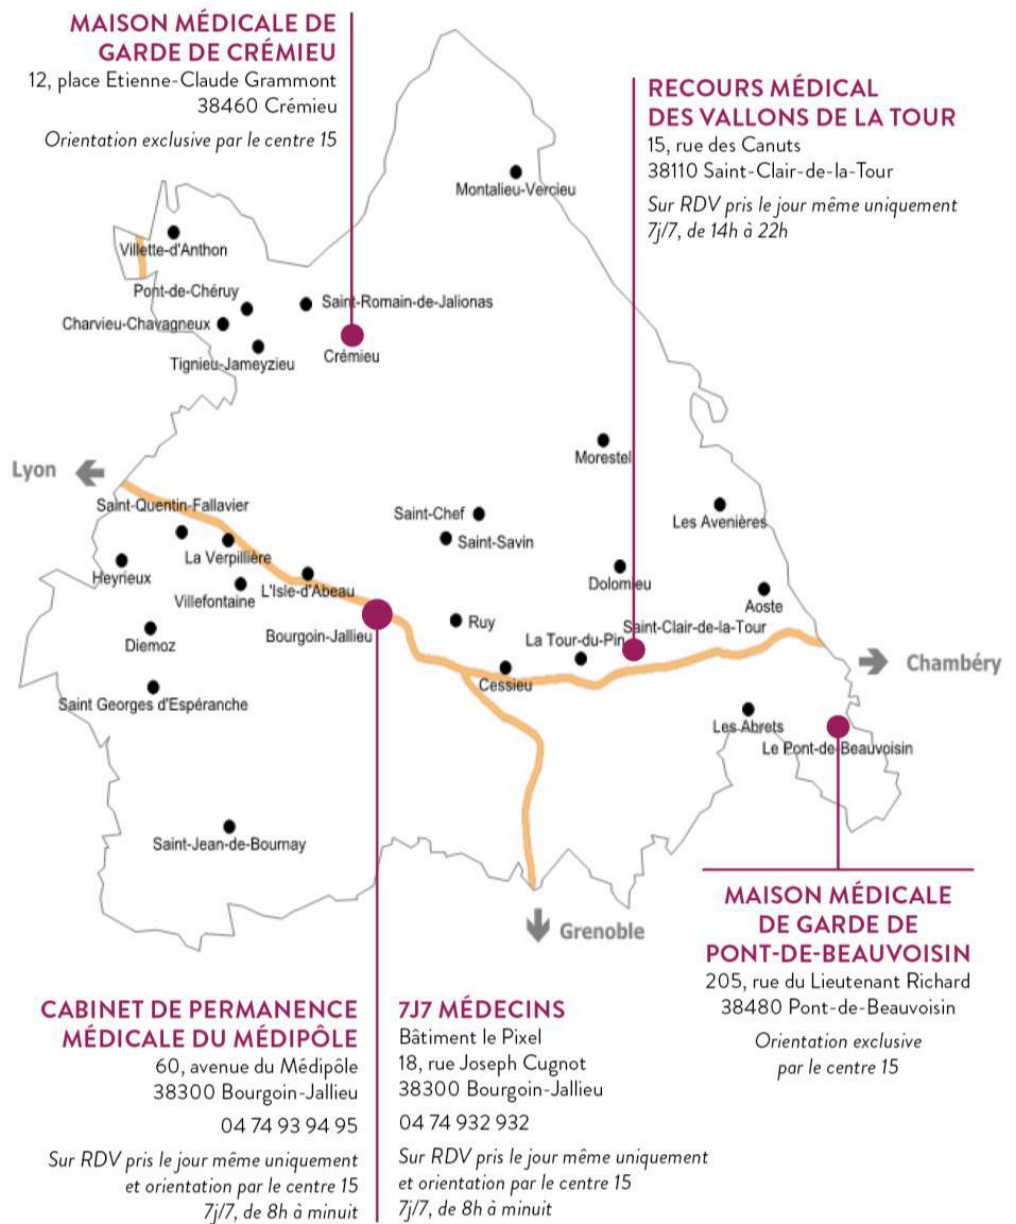 MAISON MÉDICALE DE
GARDE DE CRÉMIEU
12, place Etienne-Claude Grammont
38460 Crémieu
Orientation exclusive par le centre 15
RECOURS MÉDICAL
DES VALLONS DE LA TOUR
15, rue des Canuts
38110 Saint-Clair-de-la-Tour
Sur RDV pris le jour même uniquement
7j/7, de 14h à 22h
Montalieu-Vercieu
Villette-d'Anthon
Pont-de-Chéruy
Saint-Romain-de-Jalionas
Charvieu-Chavagneux
Tignieu-Jameyzieu
Crémieu
Morestel
Lyon
Saint-Quentin-Fallavier
Saint-Chef
Les Avenières
Saint-Savin
La Verpillière
Heyrieux
Dolomieu
L'Isle-d'Abeau
Villefontaine
Aoste
Ruy
Saint-Clair-de-la-Tour
Bourgoin-Jallieu
La Tour-du-Pin
Diemoz
Chambéry
Cessieu
Saint Georges d'Espéranche
Les Abrets
Le Pont-de-Beauvoisin
Saint-Jean-de-Bournay
Grenoble
MAISON MÉDICALE
DE GARDE DE
PONT-DE-BEAUVOISIN
205, rue du Lieutenant Richard
38480 Pont-de-Beauvoisin
Orientation exclusive
par le centre 15
CABINET DE PERMANENCE
MÉDICALE DU MÉDIPÔLE
60, avenue du Médipôle
38300 Bourgoin-Jallieu
04 74 93 94 95
Sur RDV pris le jour même uniquement
et orientation par le centre 15
7j/7, de 8h à minuit
7J7 MÉDECINS
Bâtiment le Pixel
18, rue Joseph Cugnot
38300 Bourgoin-Jallieu
04 74 932 932
Sur RDV pris le jour même uniquement
et orientation par le centre 15
7j/7, de 8h à minuit